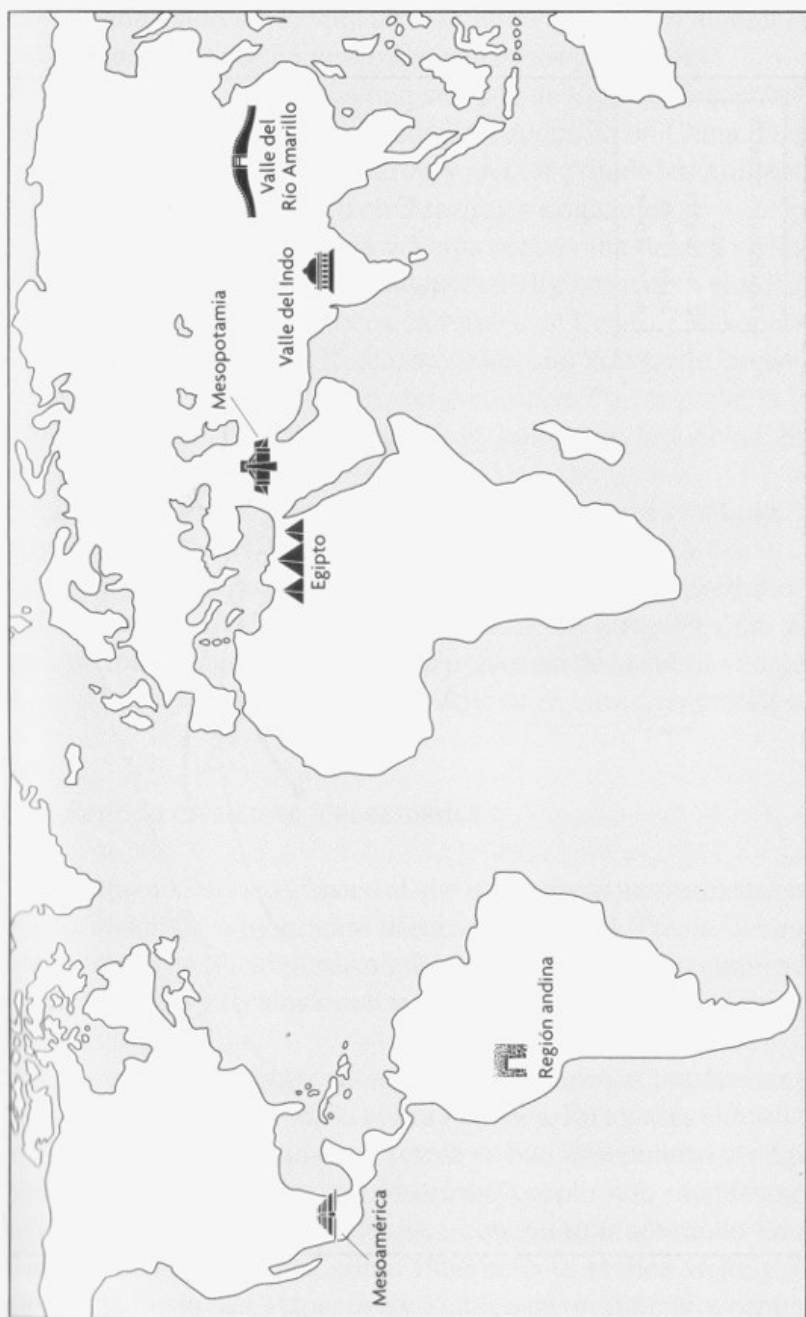 Mesoamérica
Región andina
Egipto
Mesopotamia
Valle del Indo
Valle del
Río Amarillo